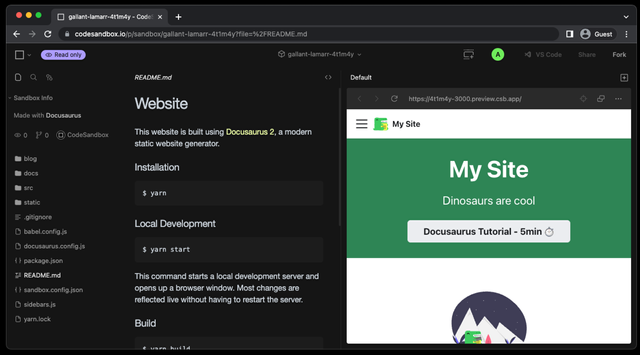 gallant-lamarr-4t1m4y - CodeS
codesandbox.io/p/sandbox/gallant-lamarr-4t1m4y?file=%2FREADME.md
Guest
Read only
gallant-lamarr-4t1m4y
A
VS Code
Share
Fork
Sandbox Info
Made with Docusaurus
0
0
CodeSandbox
blog
docs
src
static
.gitignore
babel.config.js
docusaurus.config.js
package.json
README.md
sandbox.config.json
sidebars.js
yarn.lock
README.md
Website
This website is built using Docusaurus 2, a modern
static website generator.
Installation
$ yarn
Local Development
$ yarn start
This command starts a local development server and
opens up a browser window. Most changes are
reflected live without having to restart the server.
Build
$ yarn build
Default
https://4t1m4y-3000.preview.csb.app/
My Site
My Site
Dinosaurs are cool
Docusaurus Tutorial - 5min ⏱️